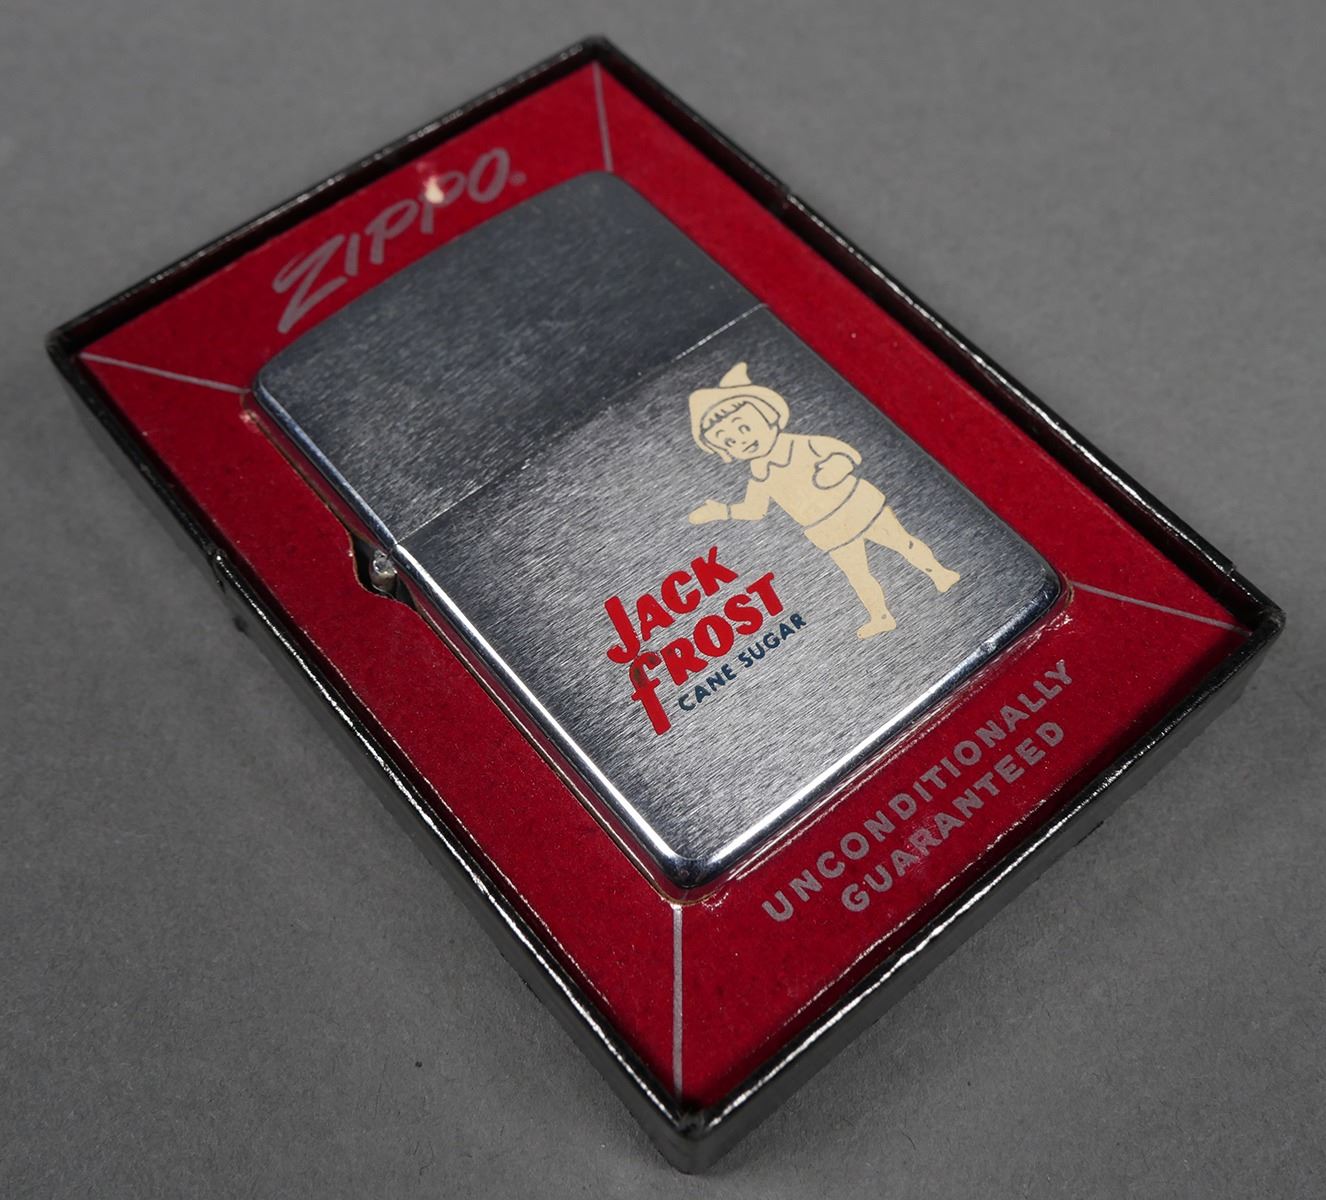 ZIPPO
JACK
FROST
CANE SUGAR
UNCONDITIONALLY
GUARANTEED